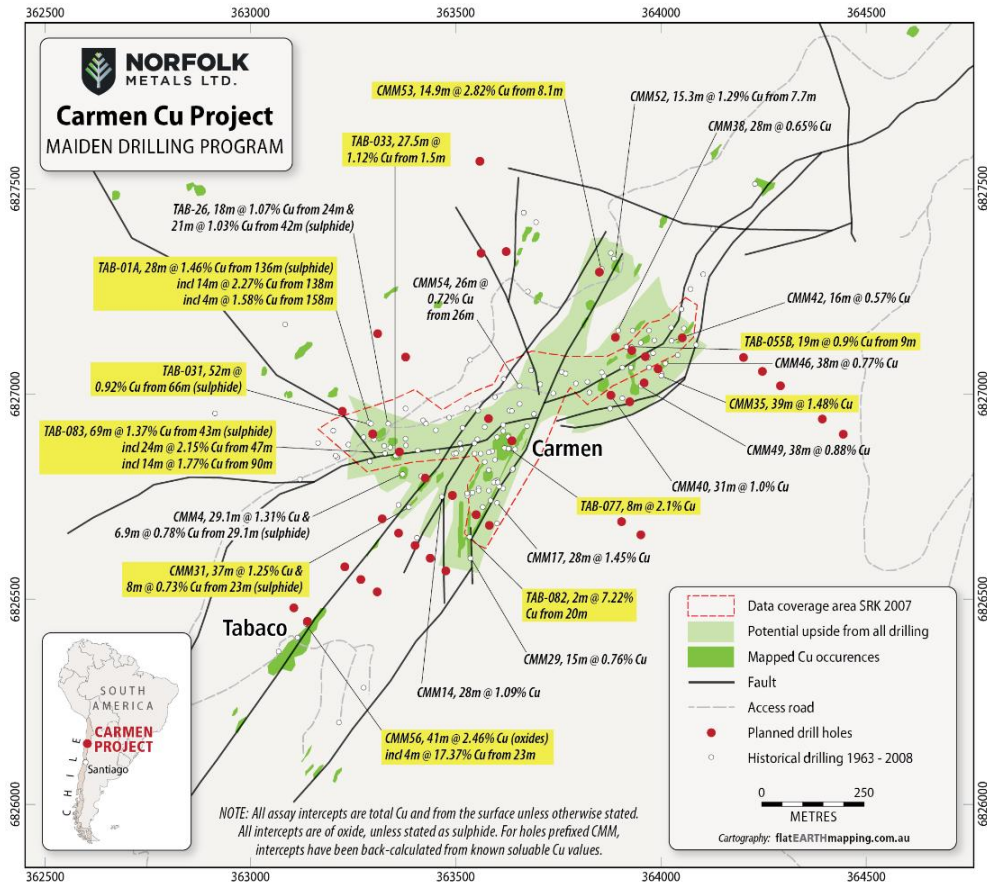 362500 363000 363500 364000 364500
NORFOLK
METALS LTD.
Carmen Cu Project
MAIDEN DRILLING PROGRAM
CMM53, 14.9m @ 2.82% Cu from 8.1m
CMM52, 15.3m @ 1.29% Cu from 7.7m
CMM38, 28m @ 0.65% Cu
TAB-033, 27.5m @
1.12% Cu from 1.5m
6827500
6827500
TAB-26, 18m @ 1.07% Cu from 24m &
21m @ 1.03% Cu from 42m (sulphide)
TAB-01A, 28m @ 1.46% Cu from 136m (sulphide)
incl 14m @ 2.27% Cu from 138m
incl 4m @ 1.58% Cu from 158m
CMM54, 26m @
0.72% Cu
from 26m
CMM42, 16m @ 0.57% Cu
TAB-055B, 19m @ 0.9% Cu from 9m
CMM46, 38m @ 0.77% Cu
TAB-031, 52m @
0.92% Cu from 66m (sulphide)
6827000
6827000
CMM35, 39m @ 1.48% Cu
TAB-083, 69m @ 1.37% Cu from 43m (sulphide)
incl 24m @ 2.15% Cu from 47m
incl 14m @ 1.77% Cu from 90m
Carmen
CMM49, 38m @ 0.88% Cu
CMM40, 31m @ 1.0% Cu
TAB-077, 8m @ 2.1% Cu
CMM4, 29.1m @ 1.31% Cu &
6.9m @ 0.78% Cu from 29.1m (sulphide)
CMM17, 28m @ 1.45% Cu
CMM31, 37m @ 1.25% Cu &
8m @ 0.73% Cu from 23m (sulphide)
TAB-082, 2m @ 7.22%
Cu from 20m
6826500
6826500
Tabaco
CMM29, 15m @ 0.76% Cu
CMM14, 28m @ 1.09% Cu
CMM56, 41m @ 2.46% Cu (oxides)
incl 4m @ 17.37% Cu from 23m
SOUTH
AMERICA
CARMEN
PROJECT
Santiago
CHILE
Data coverage area SRK 2007
Potential upside from all drilling
Mapped Cu occurences
Fault
Access road
Planned drill holes
Historical drilling 1963 - 2008
0 250
METRES
Cartography: flatEARTHmapping.com.au
6826000
6826000
NOTE: All assay intercepts are total Cu and from the surface unless otherwise stated.
All intercepts are of oxide, unless stated as sulphide. For holes prefixed CMM,
intercepts have been back-calculated from known soluable Cu values.
362500 363000 363500 364000 364500